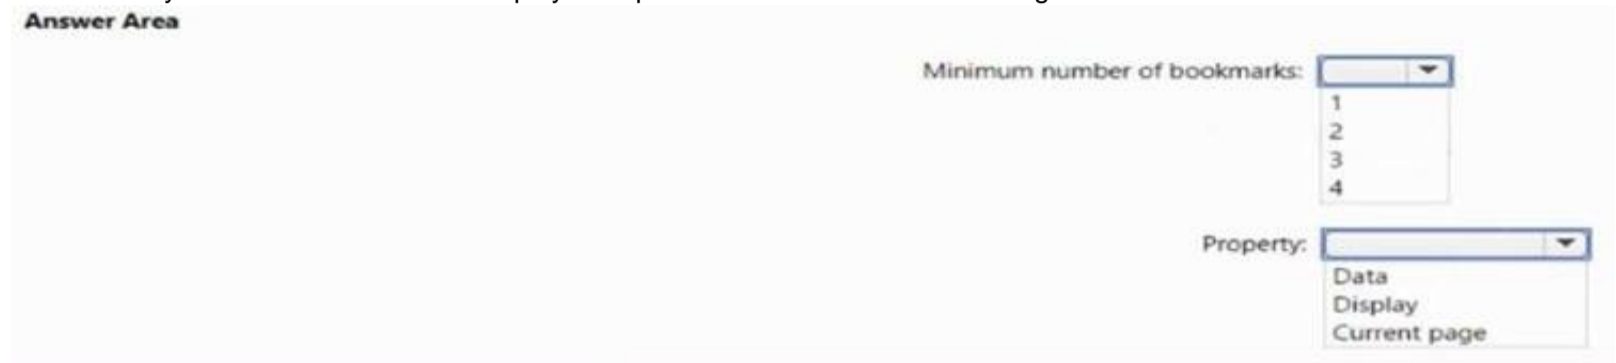 Answer Area
Minimum number of bookmarks:
1
2
3
4
Property:
Data
Display
Current page